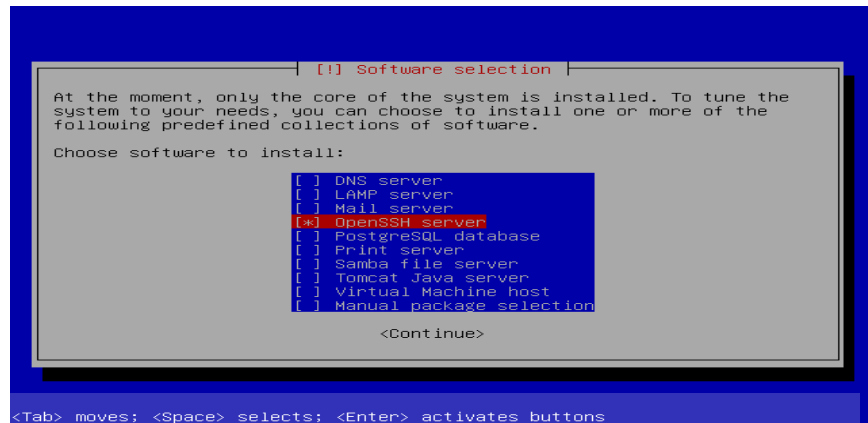 [!] Software selection
At the moment, only the core of the system is installed. To tune the
system to your needs, you can choose to install one or more of the
following predefined collections of software.
Choose software to install:
[ ] DNS server
[ ] LAMP server
[ ] Mail server
[*] OpenSSH server
[ ] PostgreSQL database
[ ] Print server
[ ] Samba file server
[ ] Tomcat Java server
[ ] Virtual Machine host
[ ] Manual package selection
<Continue>
<Tab> moves; <Space> selects; <Enter> activates buttons